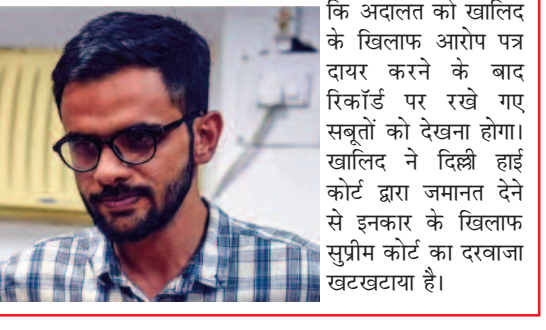 कि अदालत को खालिद
के खिलाफ आरोप पत्र
दायर करने के बाद
रिकॉर्ड पर रखे गए
सबूतों को देखना होगा।
खालिद ने दिल्ली हाई
कोर्ट द्वारा जमानत देने
से इनकार के खिलाफ
सुप्रीम कोर्ट का दरवाजा
खटखटाया है।